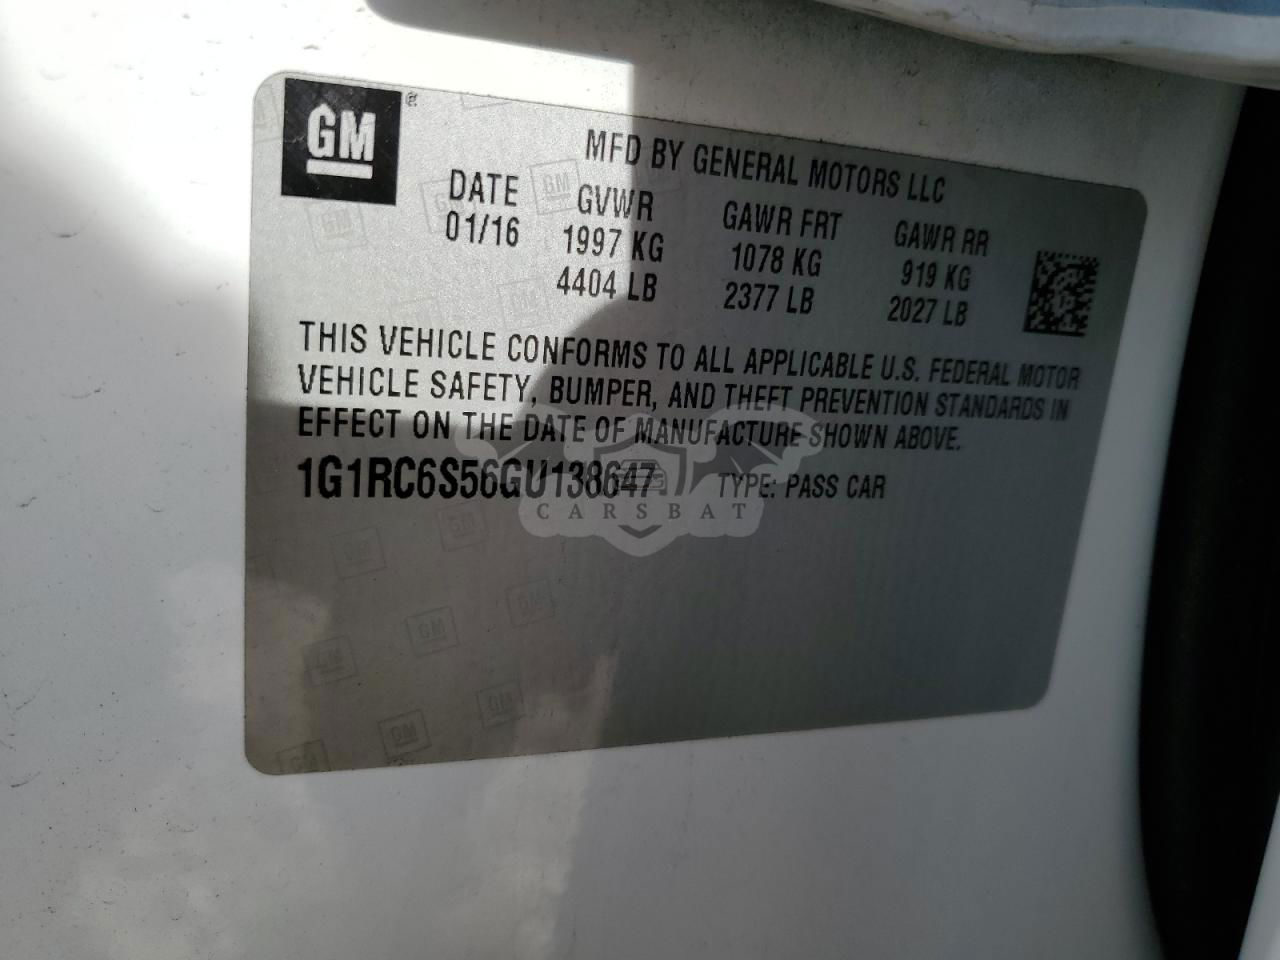 GM ®
MFD BY GENERAL MOTORS LLC
DATE GVWR GAWR FRT GAWR RR
01/16 1997 KG 1078 KG 919 KG
4404 LB 2377 LB 2027 LB
THIS VEHICLE CONFORMS TO ALL APPLICABLE U.S. FEDERAL MOTOR
VEHICLE SAFETY, BUMPER, AND THEFT PREVENTION STANDARDS IN
EFFECT ON THE DATE OF MANUFACTURE SHOWN ABOVE.
1G1RC6S56GU138647 TYPE: PASS CAR
CARSBAT